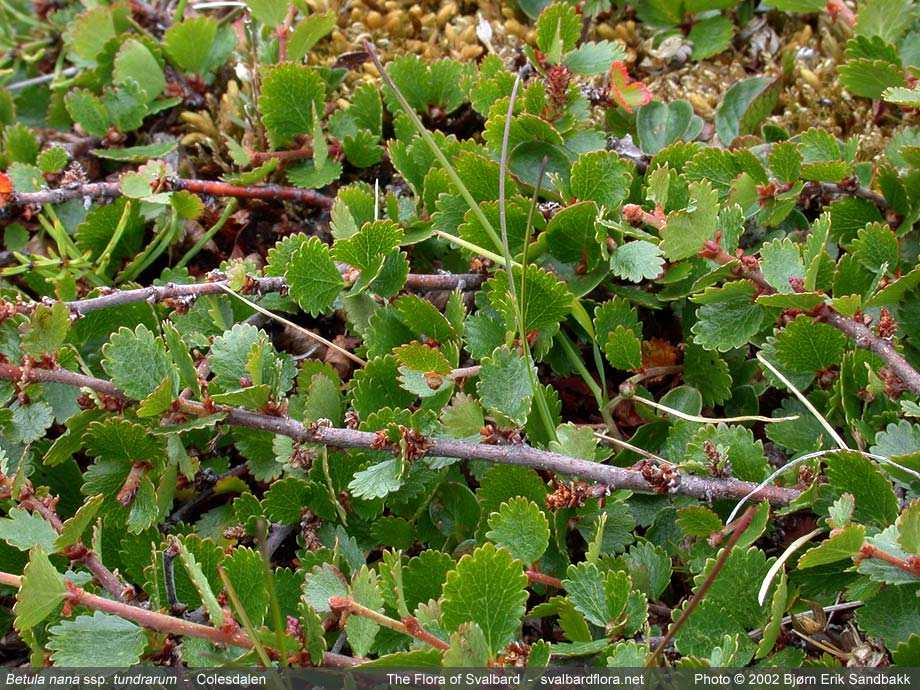 Betula nana ssp. tundrarum - Colesdalen The Flora of Svalbard - svalbardflora.net Photo © 2002 Bjørn Erik Sandbakk